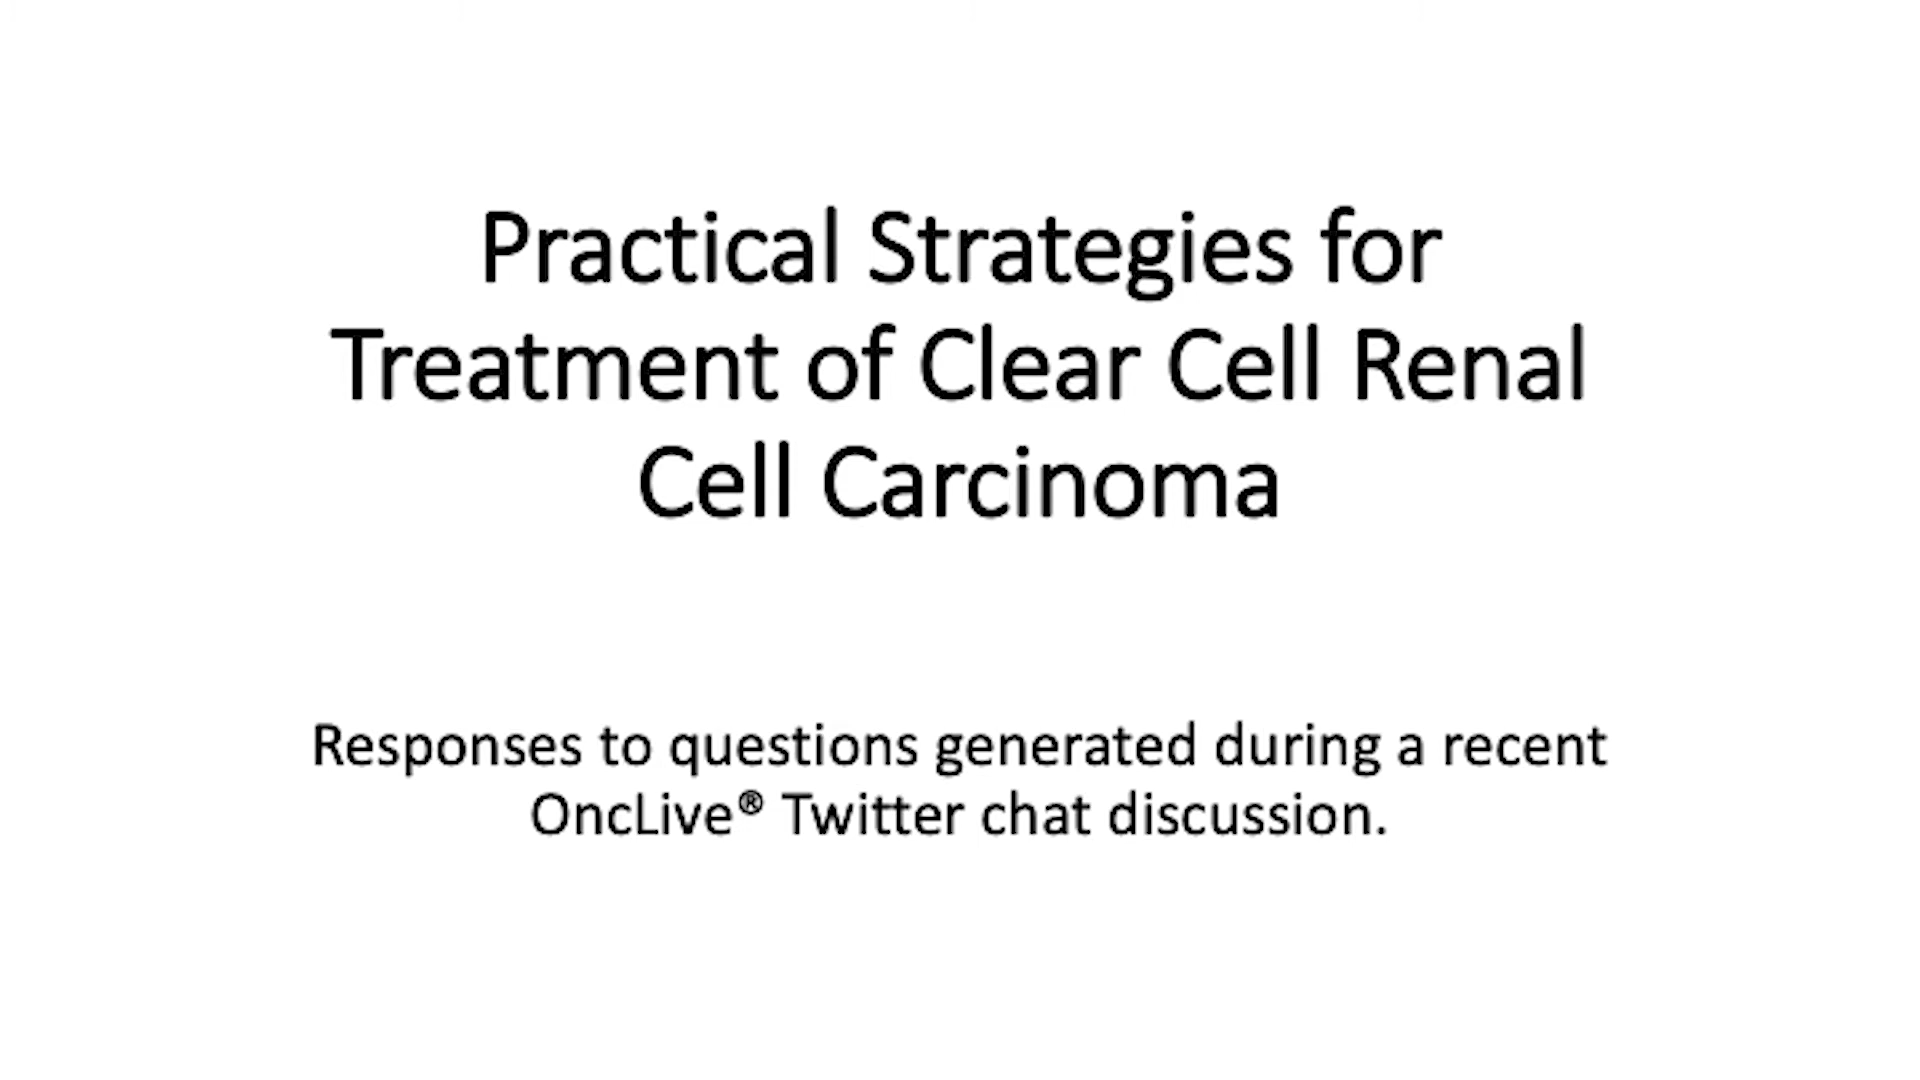 Practical Strategies for
Treatment of Clear Cell Renal
Cell Carcinoma
Responses to questions generated during a recent
OncLive® Twitter chat discussion.